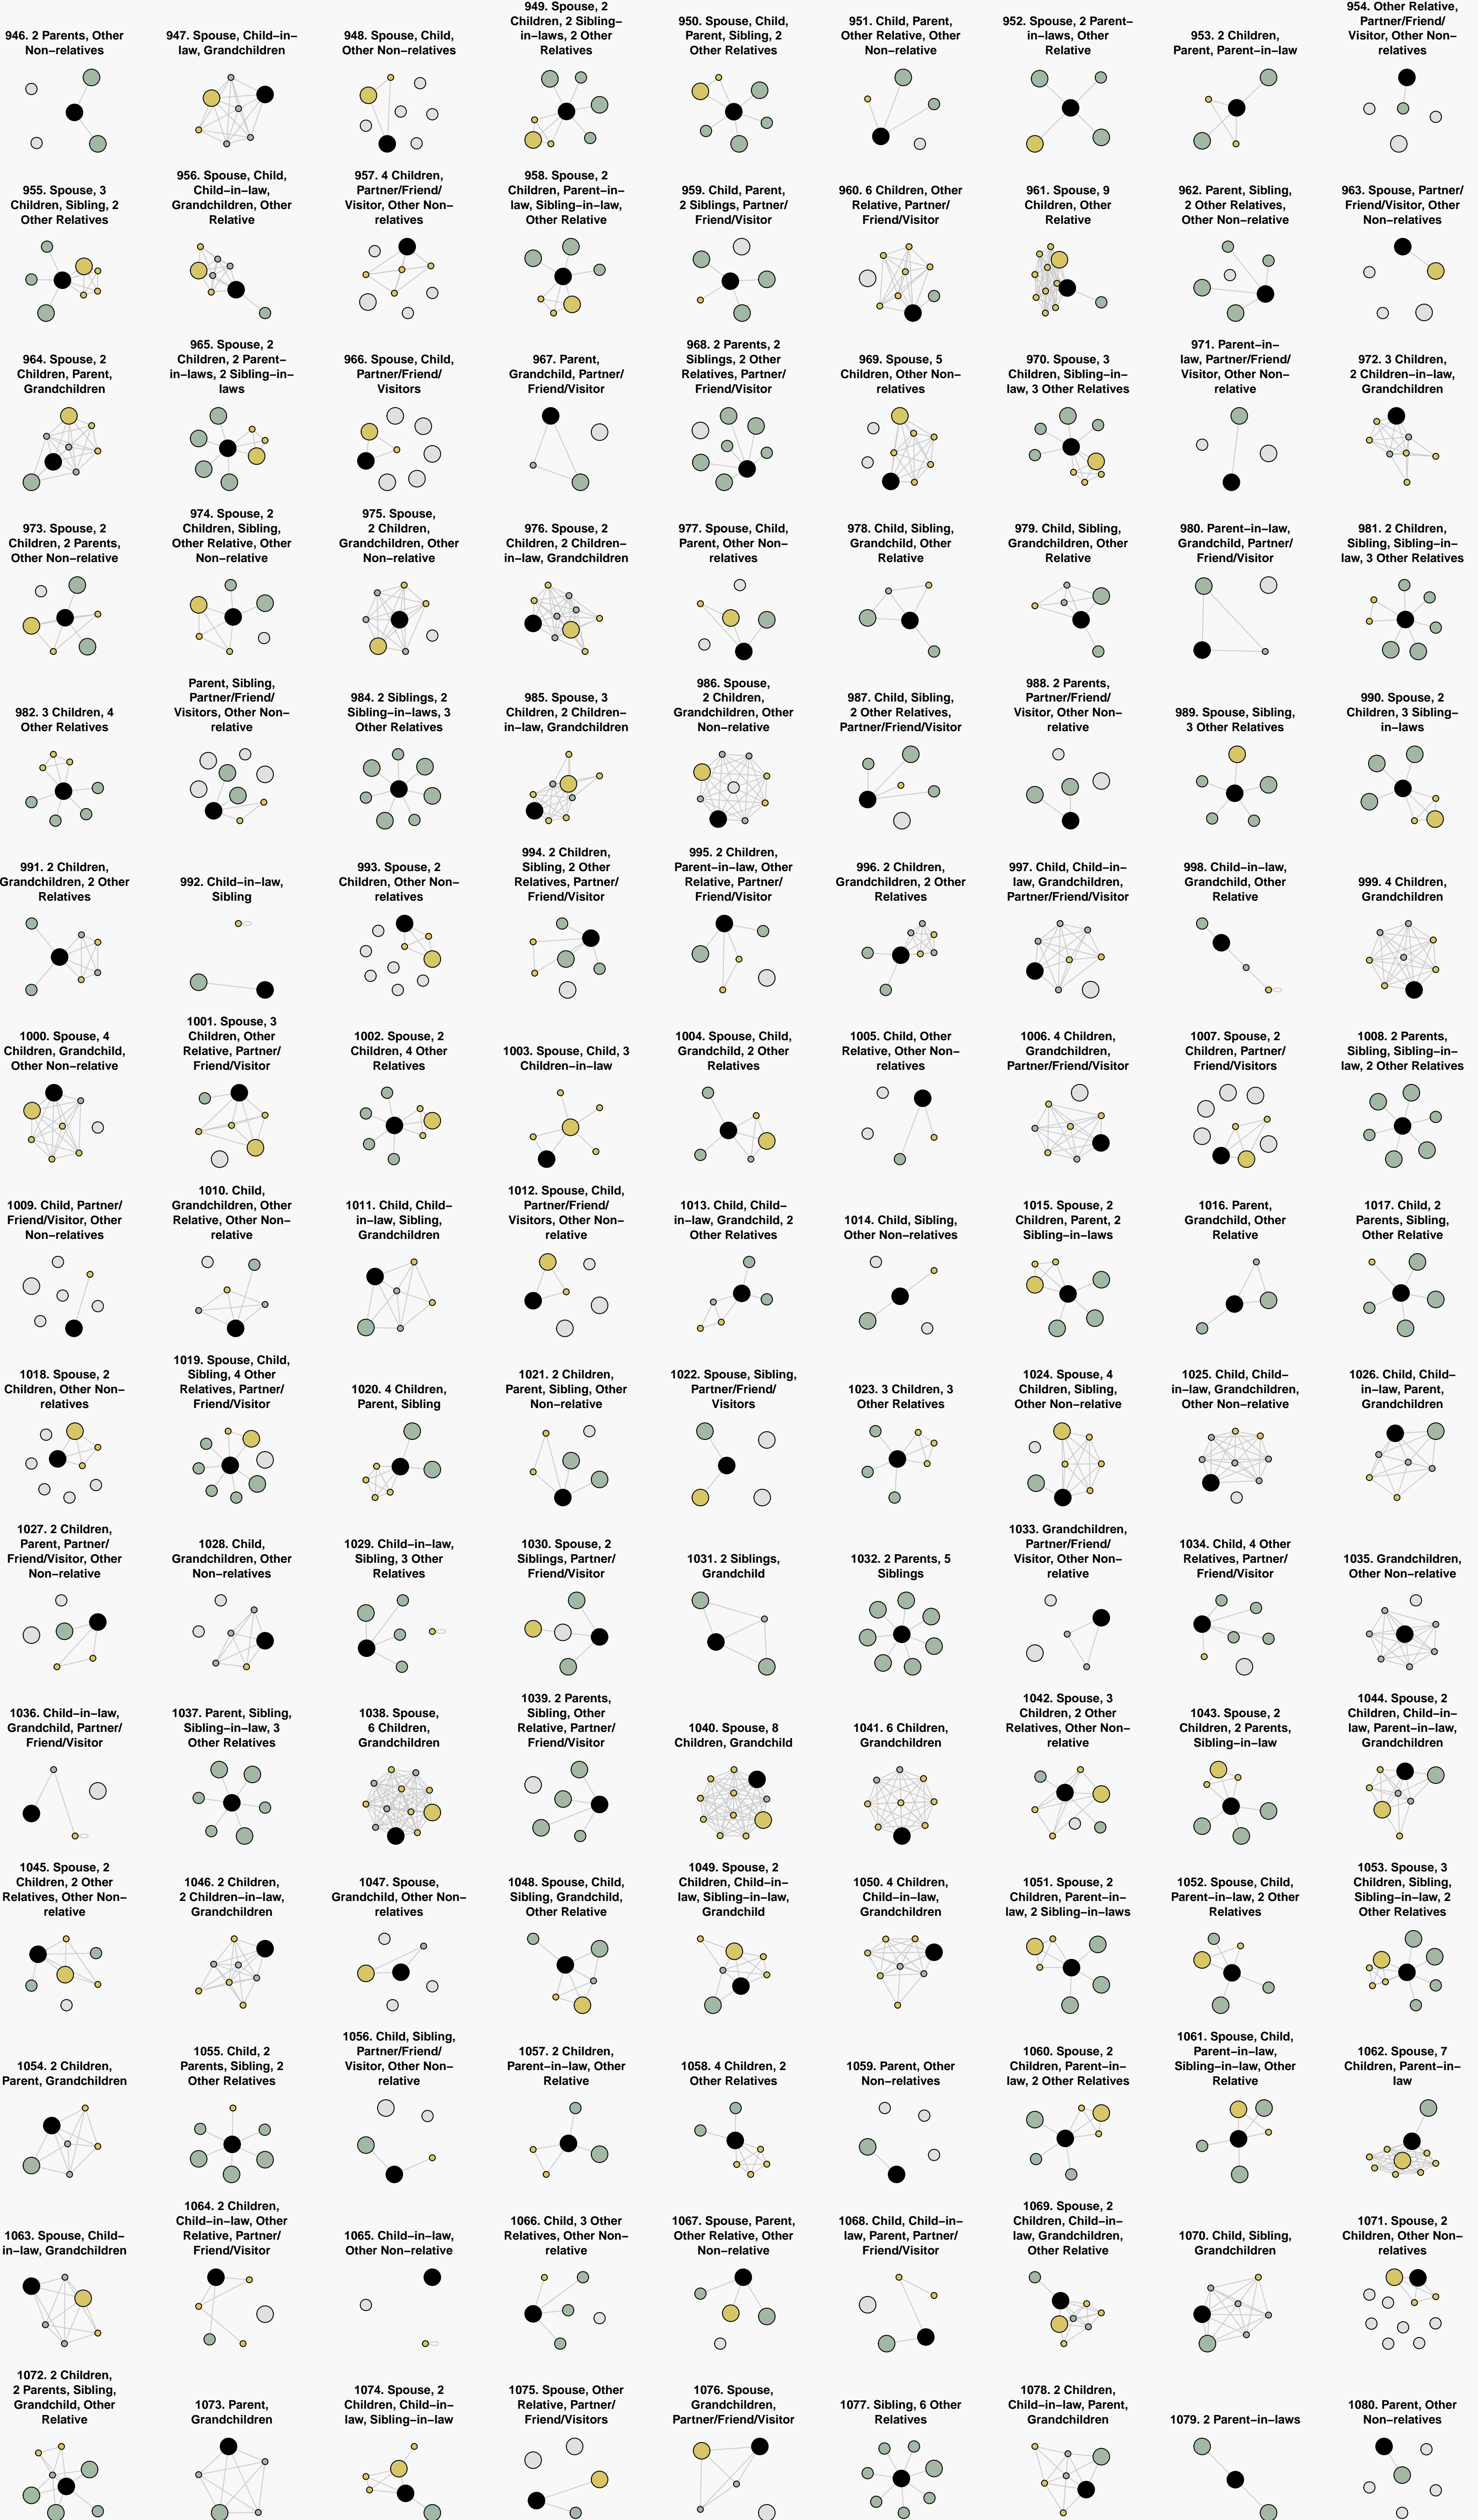 946. 2 Parents, Other
Non–relatives
947. Spouse, Child–in–
law, Grandchildren
948. Spouse, Child,
Other Non–relatives
949. Spouse, 2
Children, 2 Sibling–
in–laws, 2 Other
Relatives
950. Spouse, Child,
Parent, Sibling, 2
Other Relatives
951. Child, Parent,
Other Relative, Other
Non–relative
952. Spouse, 2 Parent–
in–laws, Other
Relative
953. 2 Children,
Parent, Parent–in–law
954. Other Relative,
Partner/Friend/
Visitor, Other Non–
relatives
955. Spouse, 3
Children, Sibling, 2
Other Relatives
956. Spouse, Child,
Child–in–law,
Grandchildren, Other
Relative
957. 4 Children,
Partner/Friend/
Visitor, Other Non–
relatives
958. Spouse, 2
Children, Parent–in–
law, Sibling–in–law,
Other Relative
959. Child, Parent,
2 Siblings, Partner/
Friend/Visitor
960. 6 Children, Other
Relative, Partner/
Friend/Visitor
961. Spouse, 9
Children, Other
Relative
962. Parent, Sibling,
2 Other Relatives,
Other Non–relative
963. Spouse, Partner/
Friend/Visitor, Other
Non–relatives
964. Spouse, 2
Children, Parent,
Grandchildren
965. Spouse, 2
Children, 2 Parent–
in–laws, 2 Sibling–in–
laws
966. Spouse, Child,
Partner/Friend/
Visitors
967. Parent,
Grandchild, Partner/
Friend/Visitor
968. 2 Parents, 2
Siblings, 2 Other
Relatives, Partner/
Friend/Visitor
969. Spouse, 5
Children, Other Non–
relatives
970. Spouse, 3
Children, Sibling–in–
law, 3 Other Relatives
971. Parent–in–
law, Partner/Friend/
Visitor, Other Non–
relative
972. 3 Children,
2 Children–in–law,
Grandchildren
973. Spouse, 2
Children, 2 Parents,
Other Non–relative
974. Spouse, 2
Children, Sibling,
Other Relative, Other
Non–relative
975. Spouse,
2 Children,
Grandchildren, Other
Non–relative
976. Spouse, 2
Children, 2 Children–
in–law, Grandchildren
977. Spouse, Child,
Parent, Other Non–
relatives
978. Child, Sibling,
Grandchild, Other
Relative
979. Child, Sibling,
Grandchildren, Other
Relative
980. Parent–in–law,
Grandchild, Partner/
Friend/Visitor
981. 2 Children,
Sibling, Sibling–in–
law, 3 Other Relatives
982. 3 Children, 4
Other Relatives
Parent, Sibling,
Partner/Friend/
Visitors, Other Non–
relative
984. 2 Siblings, 2
Sibling–in–laws, 3
Other Relatives
985. Spouse, 3
Children, 2 Children–
in–law, Grandchildren
986. Spouse,
2 Children,
Grandchildren, Other
Non–relative
987. Child, Sibling,
2 Other Relatives,
Partner/Friend/Visitor
988. 2 Parents,
Partner/Friend/
Visitor, Other Non–
relative
989. Spouse, Sibling,
3 Other Relatives
990. Spouse, 2
Children, 3 Sibling–
in–laws
991. 2 Children,
Grandchildren, 2 Other
Relatives
992. Child–in–law,
Sibling
993. Spouse, 2
Children, Other Non–
relatives
994. 2 Children,
Sibling, 2 Other
Relatives, Partner/
Friend/Visitor
995. 2 Children,
Parent–in–law, Other
Relative, Partner/
Friend/Visitor
996. 2 Children,
Grandchildren, 2 Other
Relatives
997. Child, Child–in–
law, Grandchildren,
Partner/Friend/Visitor
998. Child–in–law,
Grandchild, Other
Relative
999. 4 Children,
Grandchild
1000. Spouse, 4
Children, Grandchild,
Other Non–relative
1001. Spouse, 3
Children, Other
Relative, Partner/
Friend/Visitor
1002. Spouse, 2
Children, 4 Other
Relatives
1003. Spouse, Child, 3
Children–in–law
1004. Spouse, Child,
Grandchild, 2 Other
Relatives
1005. Child, Other
Relative, Other Non–
relatives
1006. 4 Children,
Grandchildren,
Partner/Friend/Visitor
1007. Spouse, 2
Children, Partner/
Friend/Visitors
1008. 2 Parents,
Sibling, Sibling–in–
law, 2 Other Relatives
1009. Child, Partner/
Friend/Visitor, Other
Non–relatives
1010. Child,
Grandchildren, Other
Relative, Other Non–
relative
1011. Child, Child–
in–law, Sibling,
Grandchildren
1012. Spouse, Child,
Partner/Friend/
Visitors, Other Non–
relative
1013. Child, Child–
in–law, Grandchild, 2
Other Relatives
1014. Child, Sibling,
Other Non–relatives
1015. Spouse, 2
Children, Parent, 2
Sibling–in–laws
1016. Parent,
Grandchild, Other
Relative
1017. Child, 2
Parents, Sibling,
Other Relative
1018. Spouse, 2
Children, Other Non–
relatives
1019. Spouse, Child,
Sibling, 4 Other
Relatives, Partner/
Friend/Visitor
1020. 4 Children,
Parent, Sibling
1021. 2 Children,
Parent, Sibling, Other
Non–relative
1022. Spouse, Sibling,
Partner/Friend/
Visitors
1023. 3 Children, 3
Other Relatives
1024. Spouse, 4
Children, Sibling,
Other Non–relative
1025. Child, Child–
in–law, Grandchildren,
Other Non–relative
1026. Child, Child–
in–law, Parent,
Grandchildren
1027. 2 Children,
Parent, Partner/
Friend/Visitor, Other
Non–relative
1028. Child,
Grandchildren, Other
Non–relatives
1029. Child–in–law,
Sibling, 3 Other
Relatives
1030. Spouse, 2
Siblings, Partner/
Friend/Visitor
1031. 2 Siblings,
Grandchild
1032. 2 Parents, 5
Siblings
1033. Grandchildren,
Partner/Friend/
Visitor, Other Non–
relative
1034. Child, 4 Other
Relatives, Partner/
Friend/Visitor
1035. Grandchildren,
Other Non–relative
1036. Child–in–law,
Grandchild, Partner/
Friend/Visitor
1037. Parent, Sibling,
Sibling–in–law, 3
Other Relatives
1038. Spouse,
6 Children,
Grandchildren
1039. 2 Parents,
Sibling, Other
Relative, Partner/
Friend/Visitor
1040. Spouse, 8
Children, Grandchild
1041. 6 Children,
Grandchildren
1042. Spouse, 3
Children, 2 Other
Relatives, Other Non–
relative
1043. Spouse, 2
Children, 2 Parents,
Sibling–in–law
1044. Spouse, 2
Children, Child–in–
law, Parent–in–law,
Grandchildren
1045. Spouse, 2
Children, 2 Other
Relatives, Other Non–
relative
1046. 2 Children,
2 Children–in–law,
Grandchildren
1047. Spouse,
Grandchild, Other Non–
relatives
1048. Spouse, Child,
Sibling, Grandchild,
Other Relative
1049. Spouse, 2
Children, Child–in–
law, Sibling–in–law,
Grandchild
1050. 4 Children,
Child–in–law,
Grandchildren
1051. Spouse, 2
Children, Parent–in–
law, 2 Sibling–in–laws
1052. Spouse, Child,
Parent–in–law, 2 Other
Relatives
1053. Spouse, 3
Children, Sibling,
Sibling–in–law, 2
Other Relatives
1054. 2 Children,
Parent, Grandchildren
1055. Child, 2
Parents, Sibling, 2
Other Relatives
1056. Child, Sibling,
Partner/Friend/
Visitor, Other Non–
relative
1057. 2 Children,
Parent–in–law, Other
Relative
1058. 4 Children, 2
Other Relatives
1059. Parent, Other
Non–relatives
1060. Spouse, 2
Children, Parent–in–
law, 2 Other Relatives
1061. Spouse, Child,
Parent–in–law,
Sibling–in–law, Other
Relative
1062. Spouse, 7
Children, Parent–in–
law
1063. Spouse, Child–
in–law, Grandchildren
1064. 2 Children,
Child–in–law, Other
Relative, Partner/
Friend/Visitor
1065. Child–in–law,
Other Non–relative
1066. Child, 3 Other
Relatives, Other Non–
relative
1067. Spouse, Parent,
Other Relative, Other
Non–relative
1068. Child, Child–in–
law, Parent, Partner/
Friend/Visitor
1069. Spouse, 2
Children, Child–in–
law, Grandchildren,
Other Relative
1070. Child, Sibling,
Grandchildren
1071. Spouse, 2
Children, Other Non–
relatives
1072. 2 Children,
2 Parents, Sibling,
Grandchild, Other
Relative
1073. Parent,
Grandchildren
1074. Spouse, 2
Children, Child–in–
law, Sibling–in–law
1075. Spouse, Other
Relative, Partner/
Friend/Visitors
1076. Spouse,
Grandchildren,
Partner/Friend/Visitor
1077. Sibling, 6 Other
Relatives
1078. 2 Children,
Child–in–law, Parent,
Grandchildren
1079. 2 Parent–in–laws
1080. Parent, Other
Non–relatives